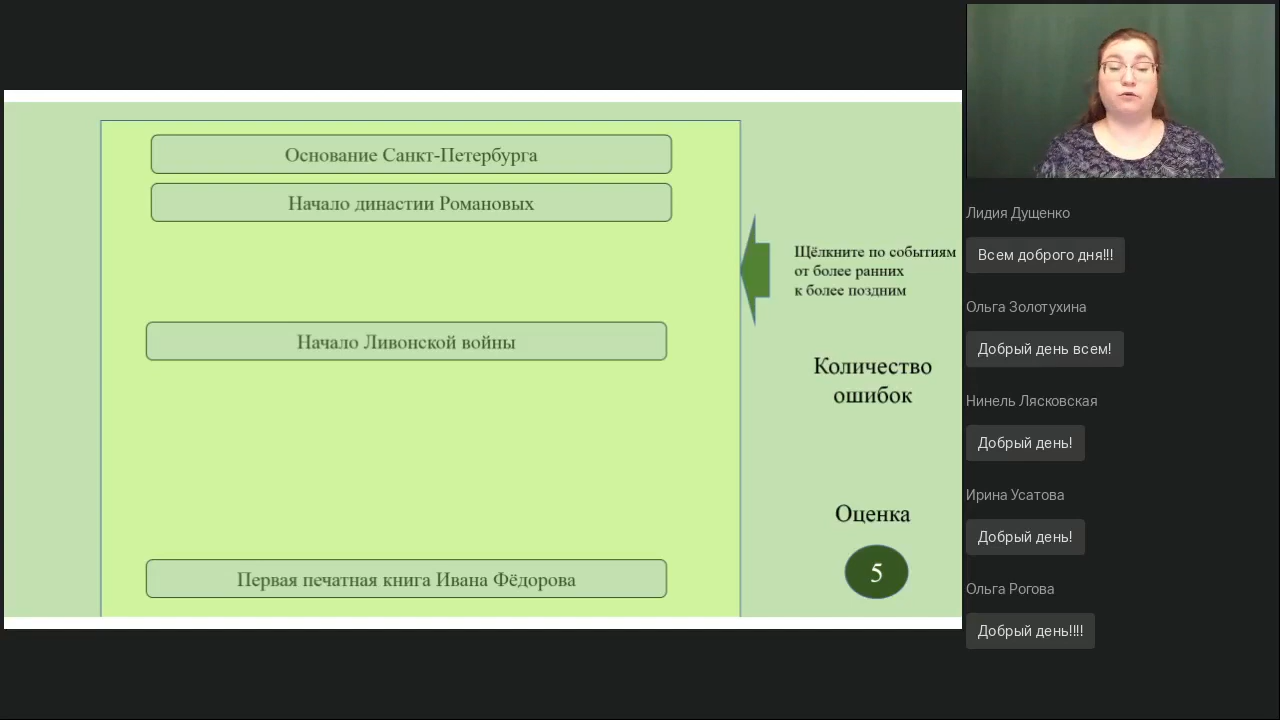 Основание Санкт-Петербурга
Начало династии Романовых
Начало Ливонской войны
Первая печатная книга Ивана Фёдорова
Щёлкните по событиям
от более ранних
к более поздним
Количество
ошибок
Оценка
5
Лидия Дущенко
Всем доброго дня!!!
Ольга Золотухина
Добрый день всем!
Нинель Лясковская
Добрый день!
Ирина Усатова
Добрый день!
Ольга Рогова
Добрый день!!!!